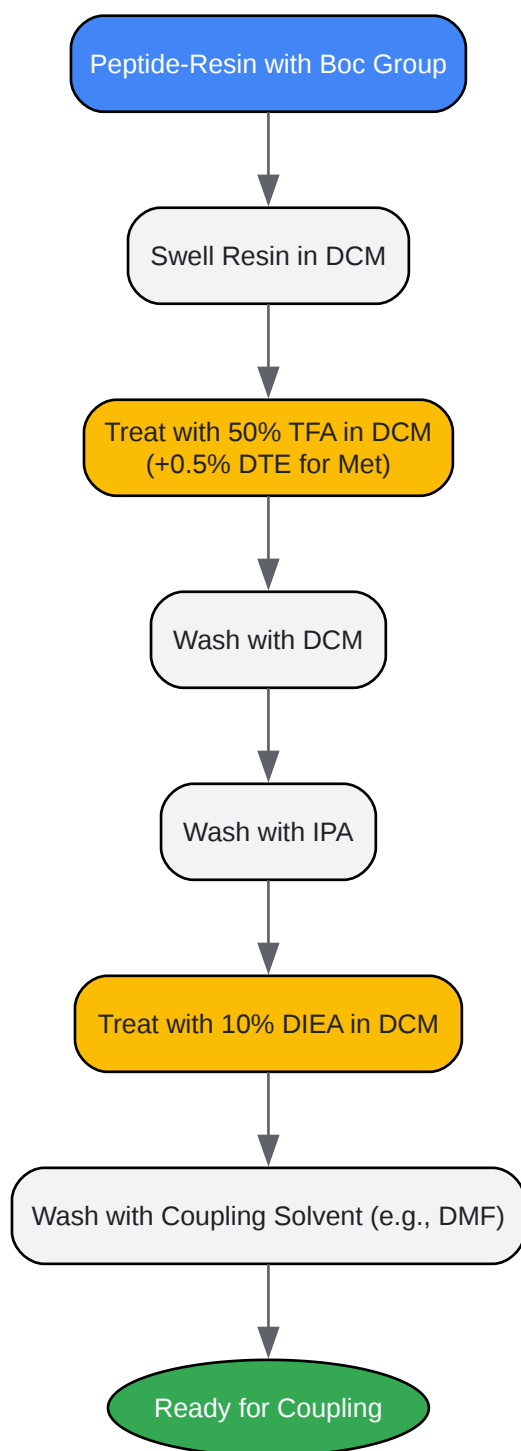 Peptide-Resin with Boc Group
Swell Resin in DCM
Treat with 50% TFA in DCM
(+0.5% DTE for Met)
Wash with DCM
Wash with IPA
Treat with 10% DIEA in DCM
Wash with Coupling Solvent (e.g., DMF)
Ready for Coupling